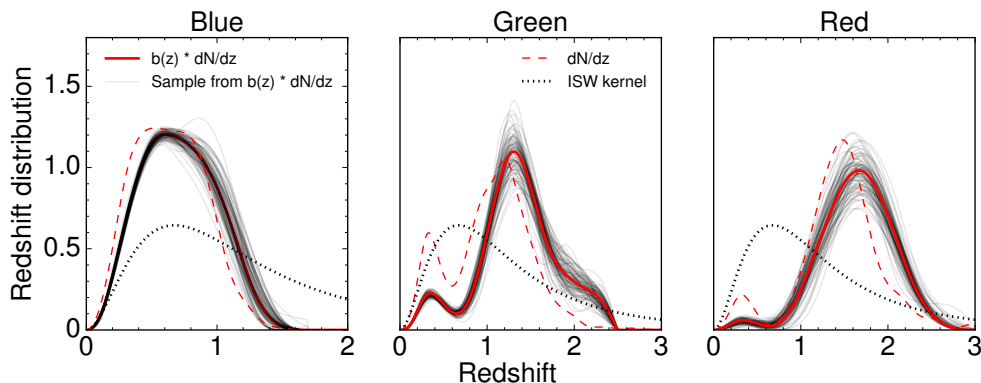 Blue
Green
Red
Redshift distribution
1.5
1.0
0.5
0
b(z) * dN/dz
Sample from b(z) * dN/dz
dN/dz
ISW kernel
0 1 2
0 1 2 3
0 1 2 3
Redshift